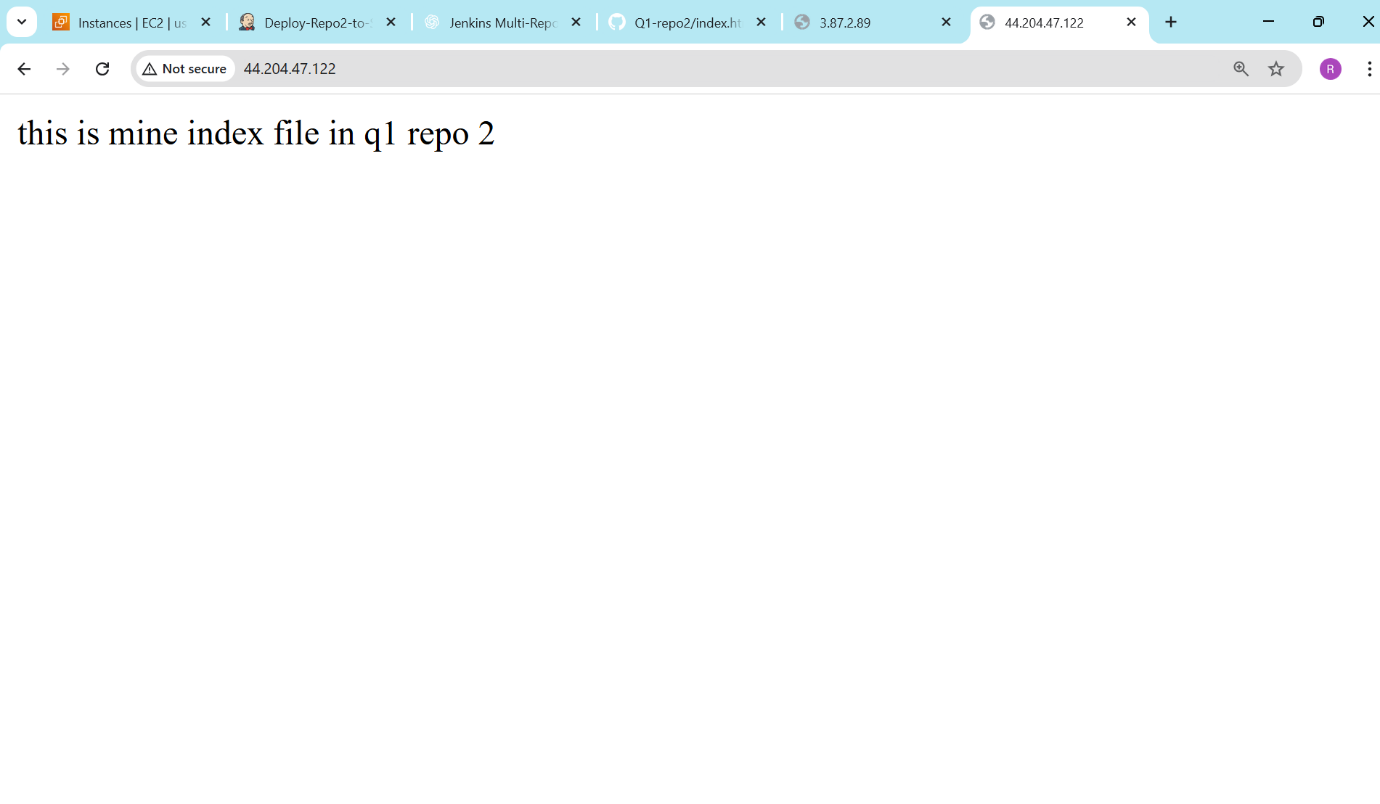 Instances | EC2 | us
Deploy-Repo2-to-
Jenkins Multi-Repo
Q1-repo2/index.ht
3.87.2.89
44.204.47.122
Not secure
44.204.47.122
R
this is mine index file in q1 repo 2